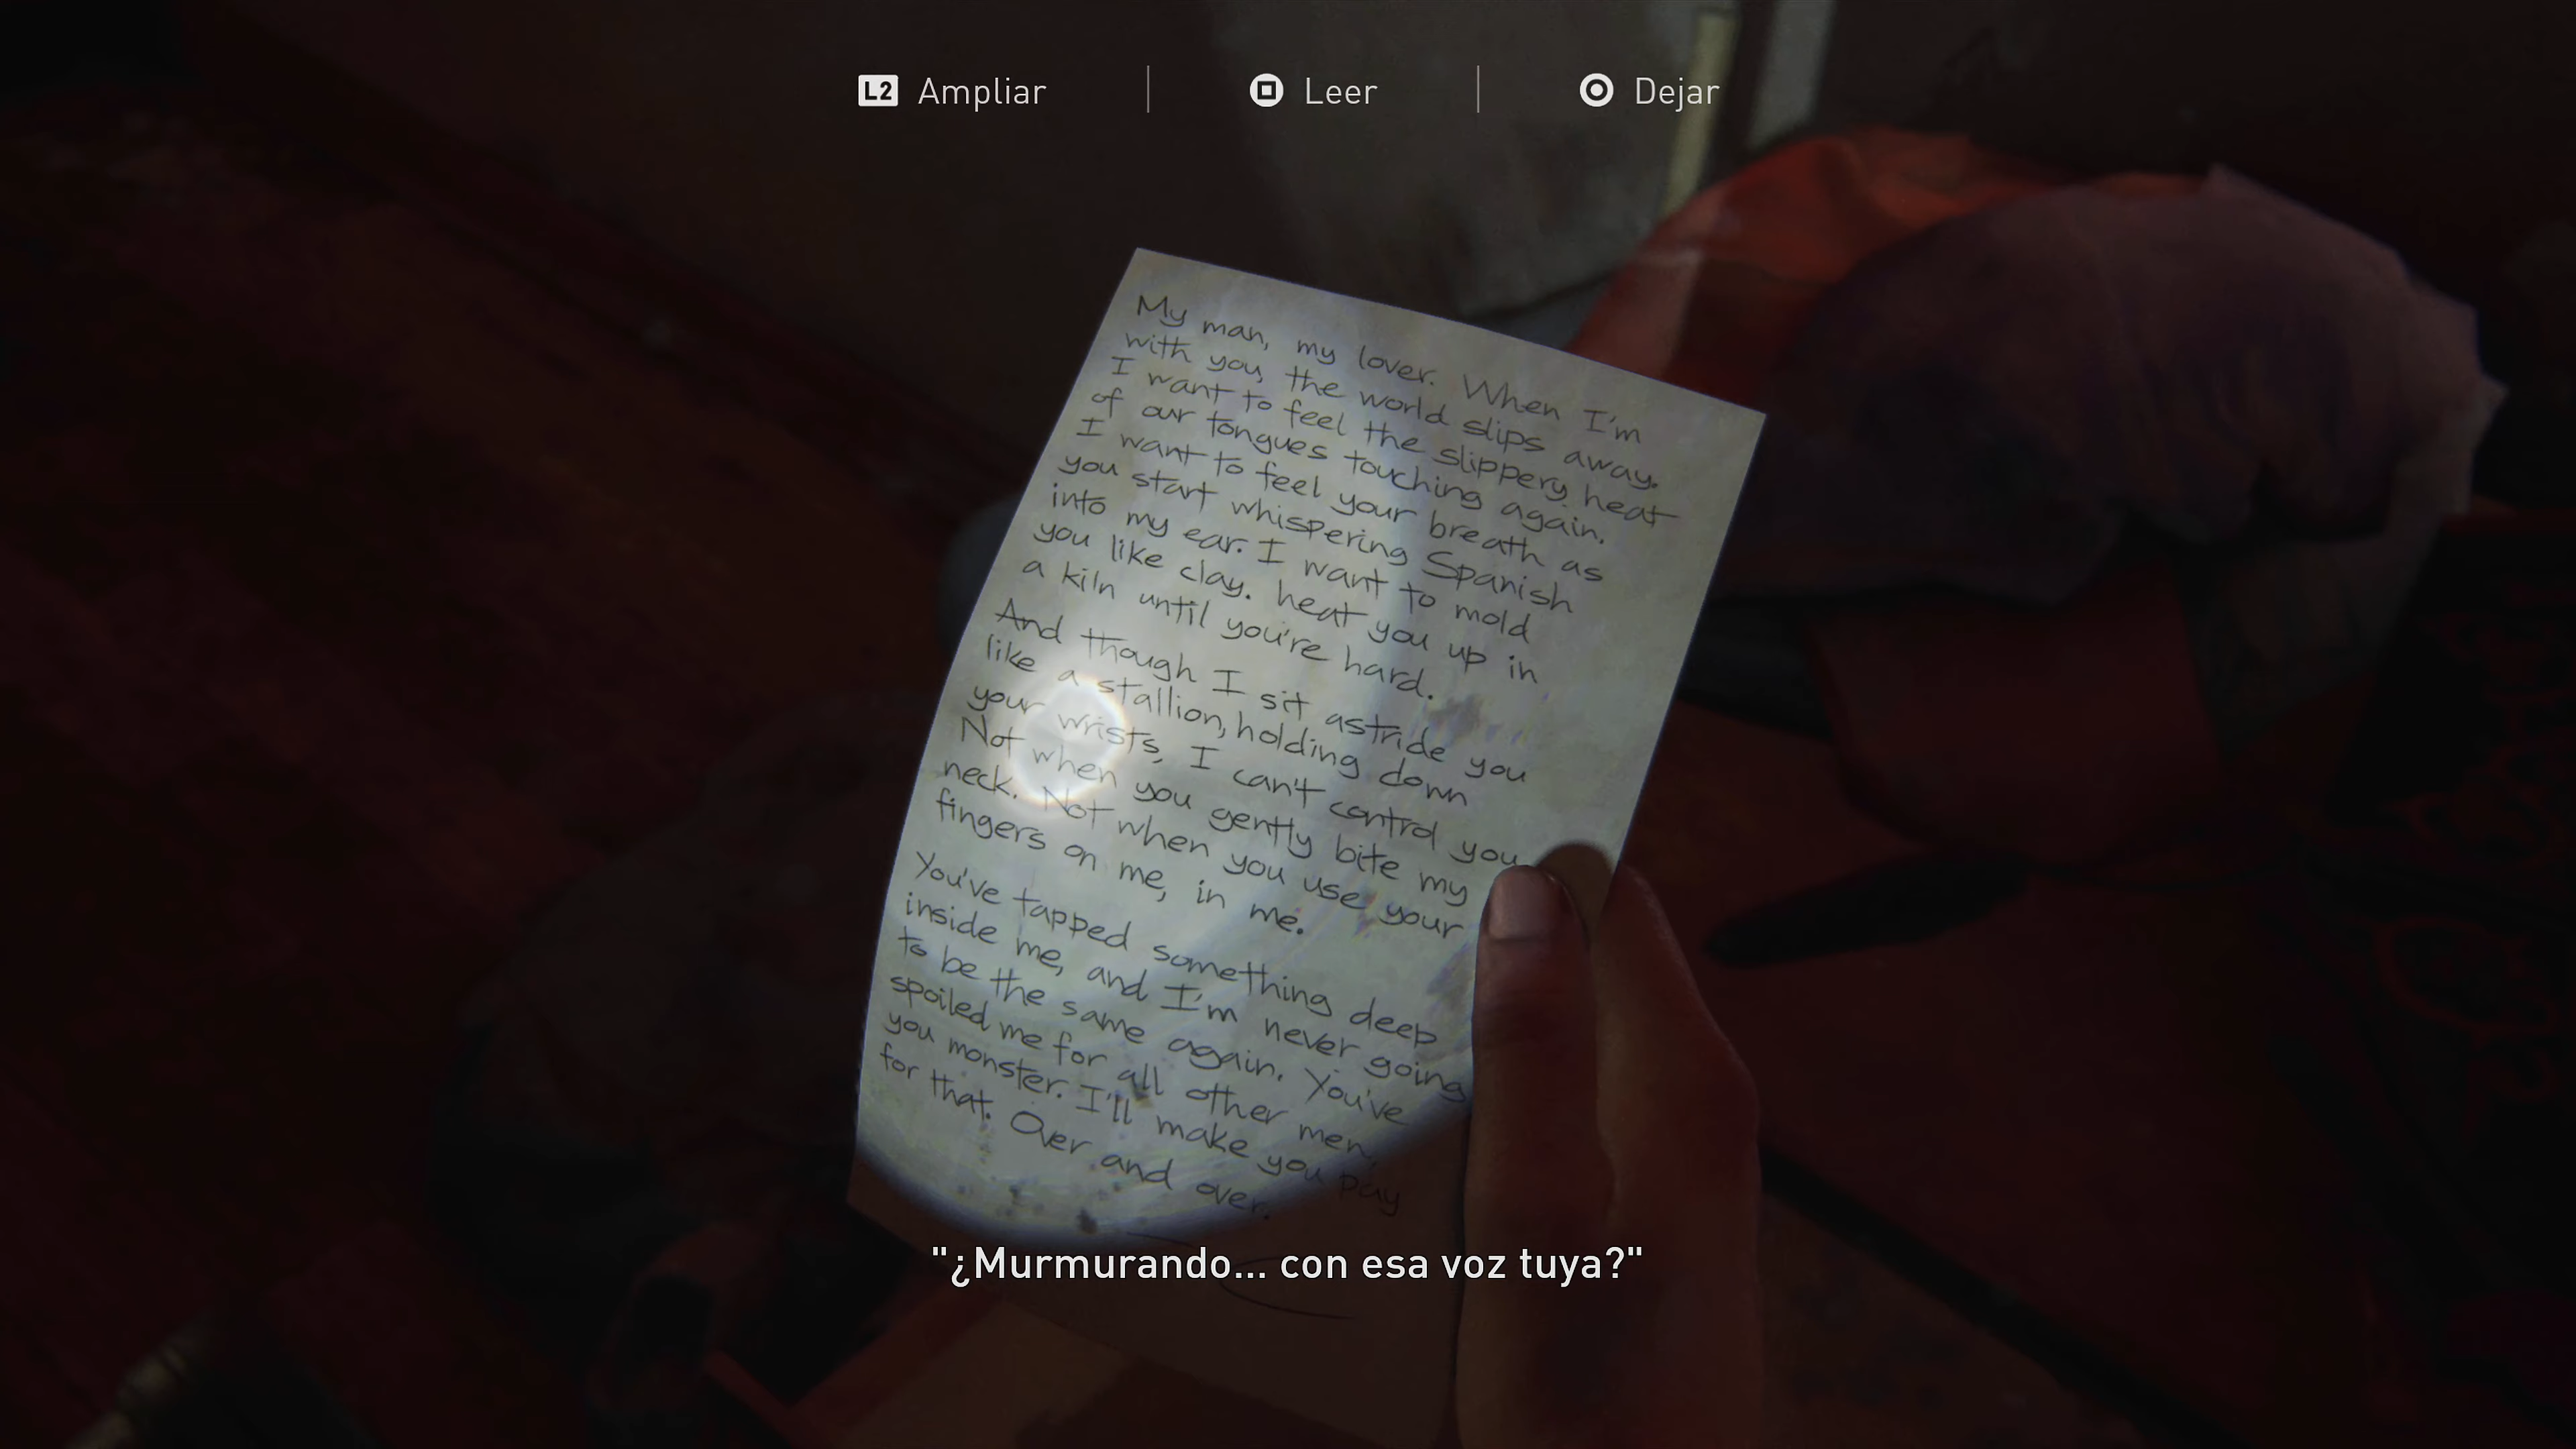 L2 Ampliar
Leer
Dejar
My man, my lover. When I'm
with you, the world slips away.
I want to feel the slippery heat
of our tongues touching again.
I want to feel your breath as
you start whispering Spanish
into my ear. I want to mold
you like clay. heat you up in
a kiln until you're hard.
And though I sit astride you
like a stallion, holding down
your wrists, I can't control you.
Not when you gently bite my
neck. Not when you use your
fingers on me, in me.
You've tapped something deep
inside me, and I'm never going
to be the same again. You've
spoiled me for all other men,
you monster. I'll make you pay
for that. Over and over.
"¿Murmurando... con esa voz tuya?"